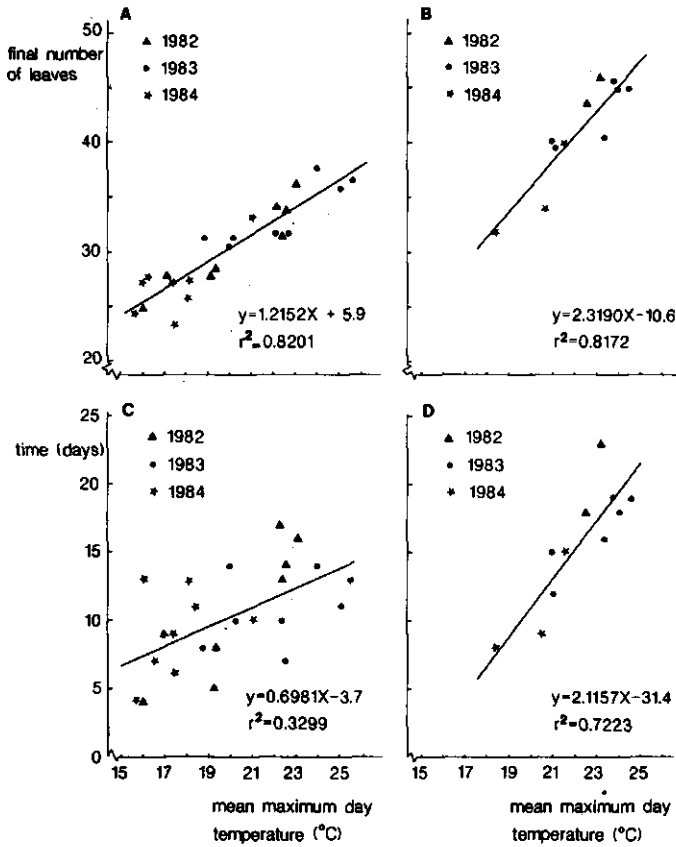 A
final number
of leaves
1982
1983
1984
50
40
30
20
y=1.2152X + 5.9
r²=0.8201
B
1982
1983
1984
y=2.3190X-10.6
r²=0.8172
C
time (days)
1982
1983
1984
25
20
15
10
5
0
y=0.6981X-3.7
r²=0.3299
15 17 19 21 23 25
mean maximum day
temperature (°C)
D
1982
1983
1984
y=2.1157X-31.4
r²=0.7223
15 17 19 21 23 25
mean maximum day
temperature (°C)